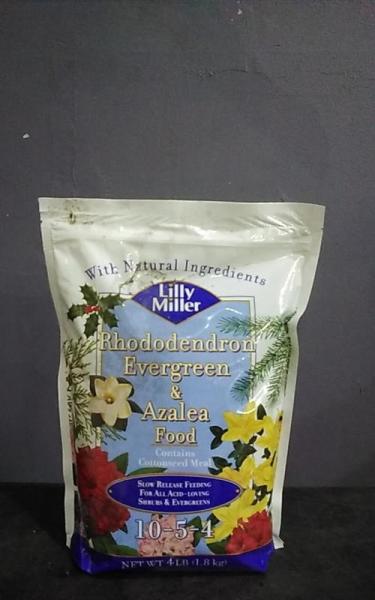 With Natural Ingredients
Lilly
Miller
Rhododendron
Evergreen
&
Azalea
Food
Contains
Cottonseed Meal
Slow Release Feeding
For All Acid-loving
Shrubs & Evergreens
10-5-4
NET WT 4 LB (1.8 kg)